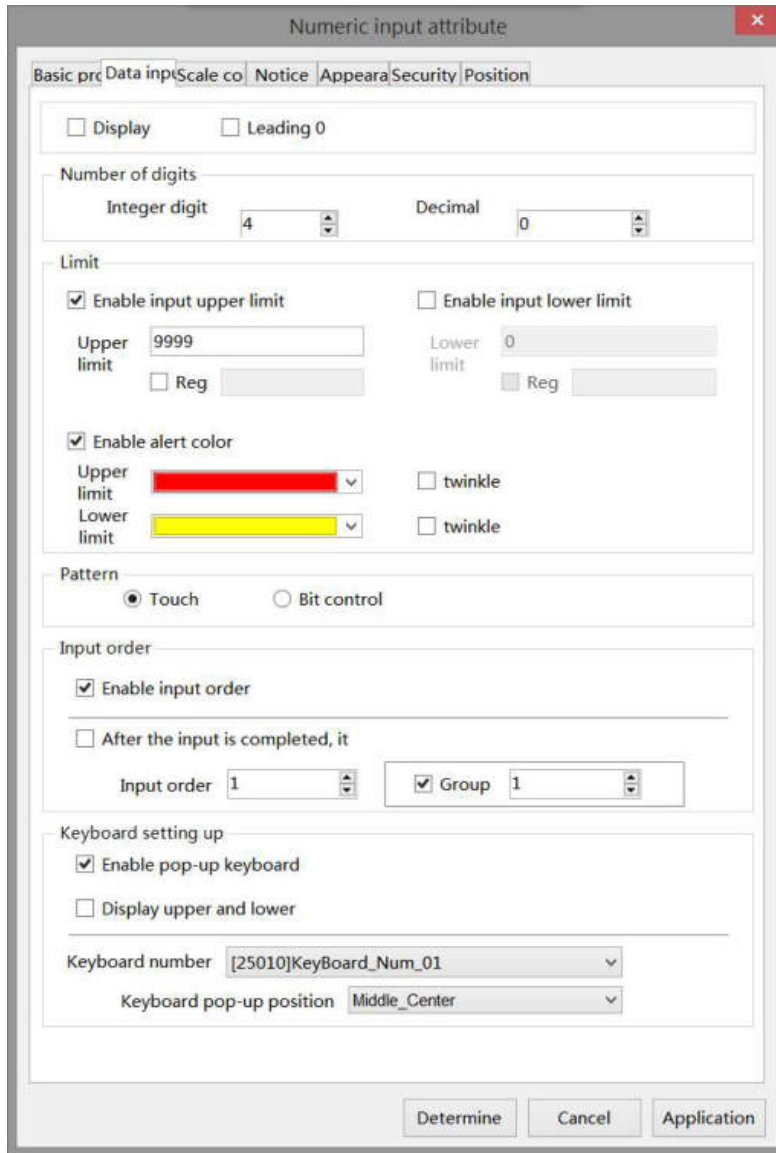 Numeric input attribute
Basic pro Data inpu Scale co Notice Appeara Security Position
Display Leading 0
Number of digits
Integer digit 4 Decimal 0
Limit
Enable input upper limit Enable input lower limit
Upper limit 9999 Lower limit 0
Reg Reg
Enable alert color
Upper limit twinkle
Lower limit twinkle
Pattern
Touch Bit control
Input order
Enable input order
After the input is completed, it
Input order 1 Group 1
Keyboard setting up
Enable pop-up keyboard
Display upper and lower
Keyboard number [25010]KeyBoard_Num_01
Keyboard pop-up position Middle_Center
Determine Cancel Application